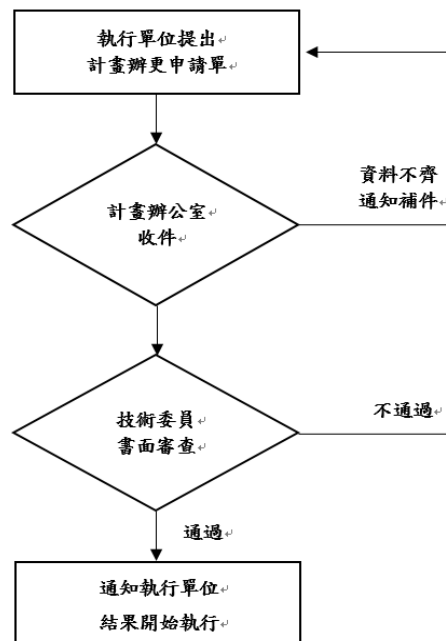 執行單位提出
計畫辦更申請單
計畫辦公室
收件
資料不齊
通知補件
技術委員
書面審查
不通過
通過
通知執行單位
結果開始執行